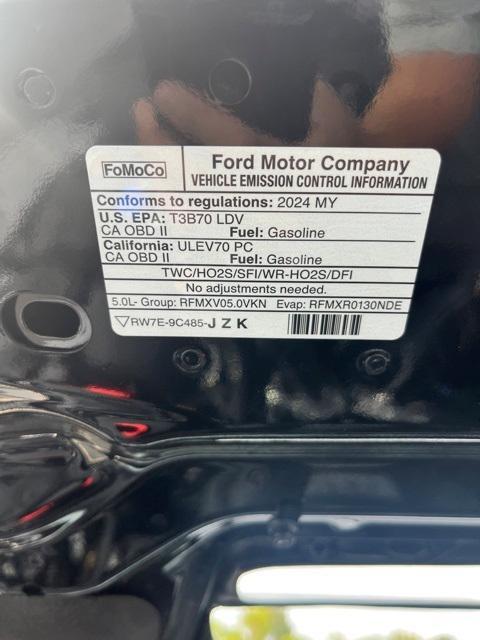 FoMoCo
Ford Motor Company
VEHICLE EMISSION CONTROL INFORMATION
Conforms to regulations: 2024 MY
U.S. EPA: T3B70 LDV
CA OBD II Fuel: Gasoline
California: ULEV70 PC
CA OBD II Fuel: Gasoline
TWC/HO2S/SFI/WR-HO2S/DFI
No adjustments needed.
5.0L- Group: RFMXV05.0VKN Evap: RFMXR0130NDE
RW7E-9C485-JZK